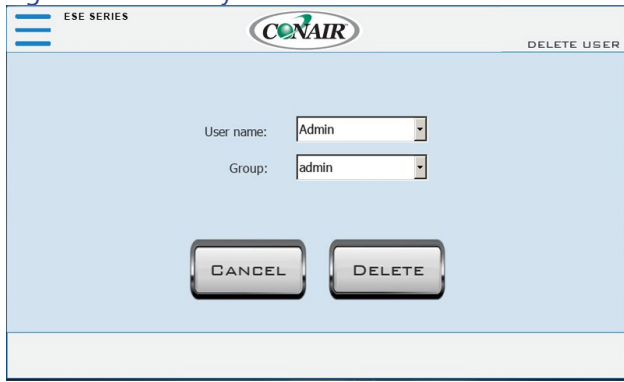 ESE SERIES
CONAIR
DELETE USER
User name: Admin
Group: admin
CANCEL
DELETE